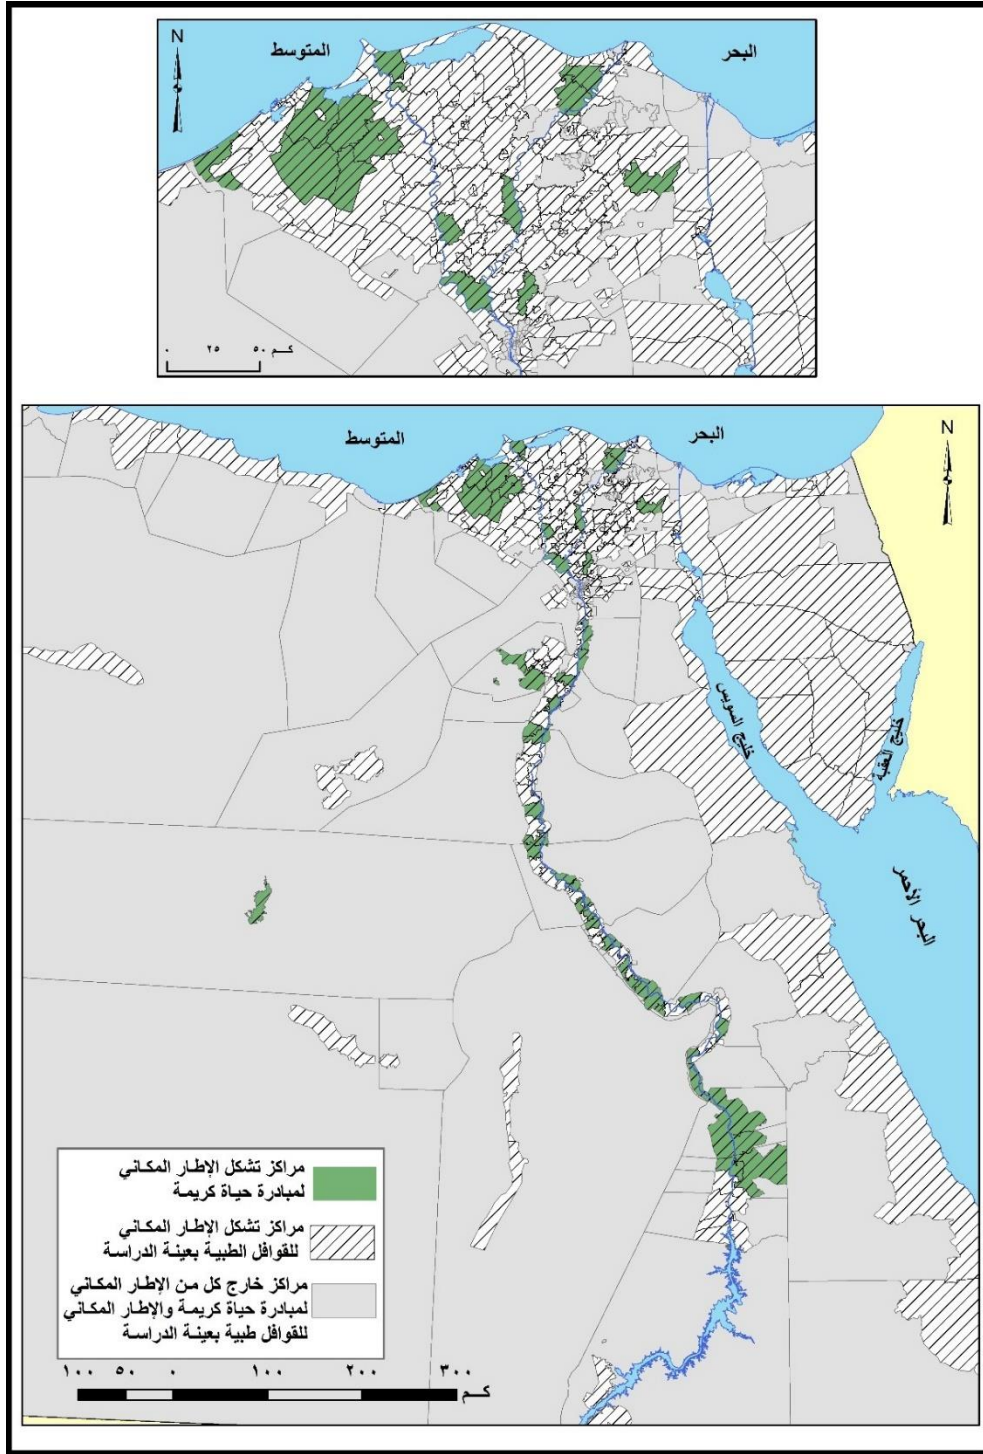 N
المتوسط
البحر
٠ ٢٥ ٥٠ كم
المتوسط
البحر
N
خليج السويس
خليج العقبة
البحر الأحمر
مراكز تشكل الإطار المكاني
لمبادرة حياة كريمة
مراكز تشكل الإطار المكاني
للقوافل الطبية بعينة الدراسة
مراكز خارج كل من الإطار المكاني
لمبادرة حياة كريمة والإطار المكاني
للقوافل طبية بعينة الدراسة
١٠٠ ٥٠ ٠ ١٠٠ ٢٠٠ ٣٠٠
كم